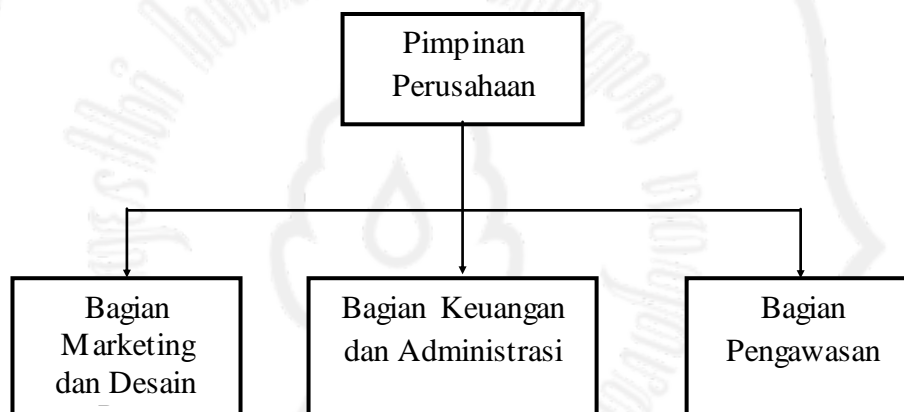 Pimpinan
Perusahaan
Bagian
Marketing
dan Desain
Bagian Keuangan
dan Administrasi
Bagian
Pengawasan